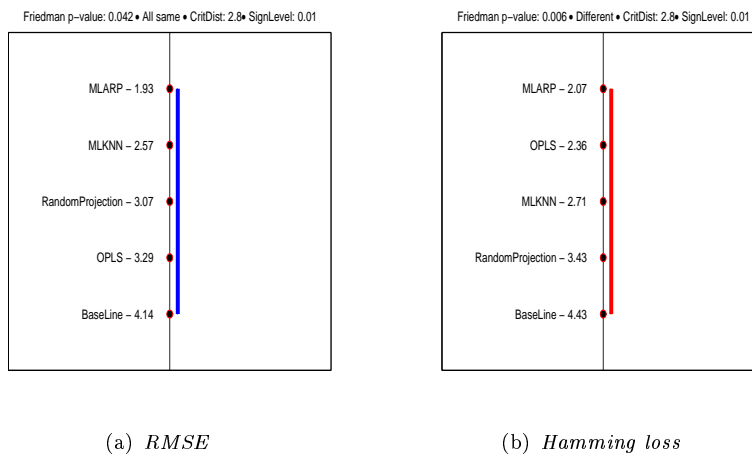 Friedman p-value: 0.042 • All same • CritDist: 2.8• SignLevel: 0.01
MLARP – 1.93
MLKNN – 2.57
RandomProjection – 3.07
OPLS – 3.29
BaseLine – 4.14
(a) RMSE
Friedman p-value: 0.006 • Different • CritDist: 2.8• SignLevel: 0.01
MLARP – 2.07
OPLS – 2.36
MLKNN – 2.71
RandomProjection – 3.43
BaseLine – 4.43
(b) Hamming loss